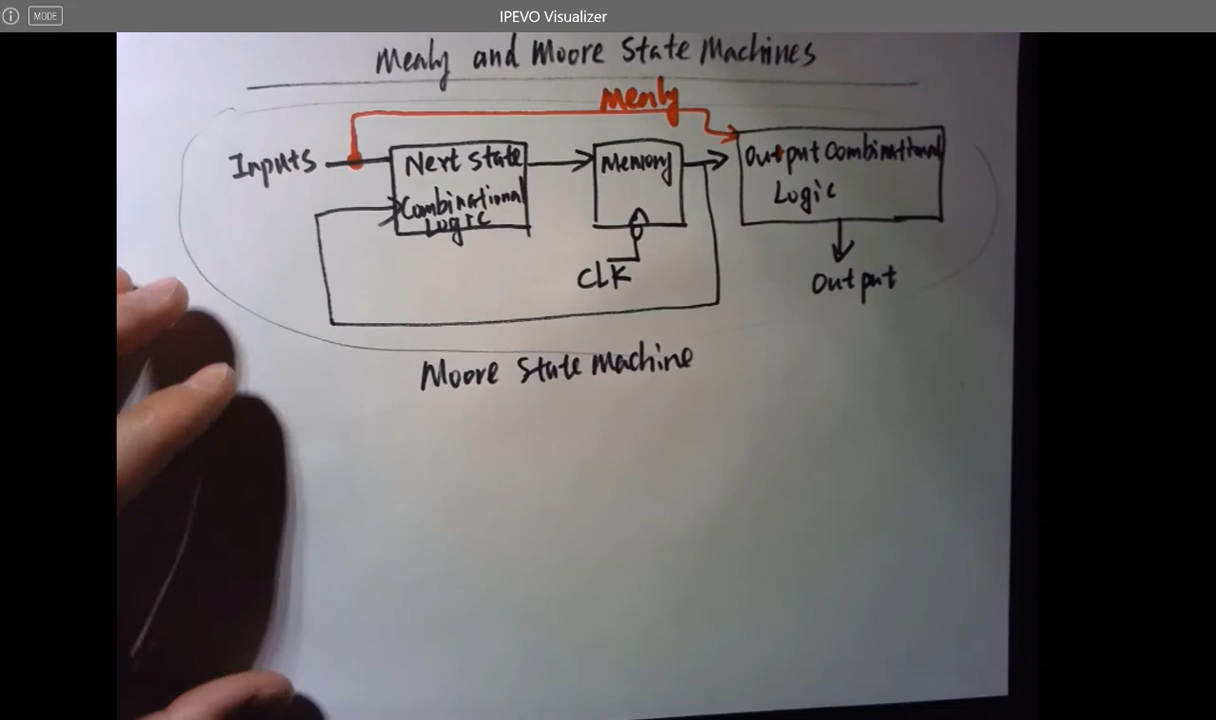 MODE
IPEVO Visualizer
Mealy and Moore State Machines
Mealy
Inputs
Next State
Combinational
Logic
Memory
CLK
Output Combinational
Logic
Output
Moore State Machine